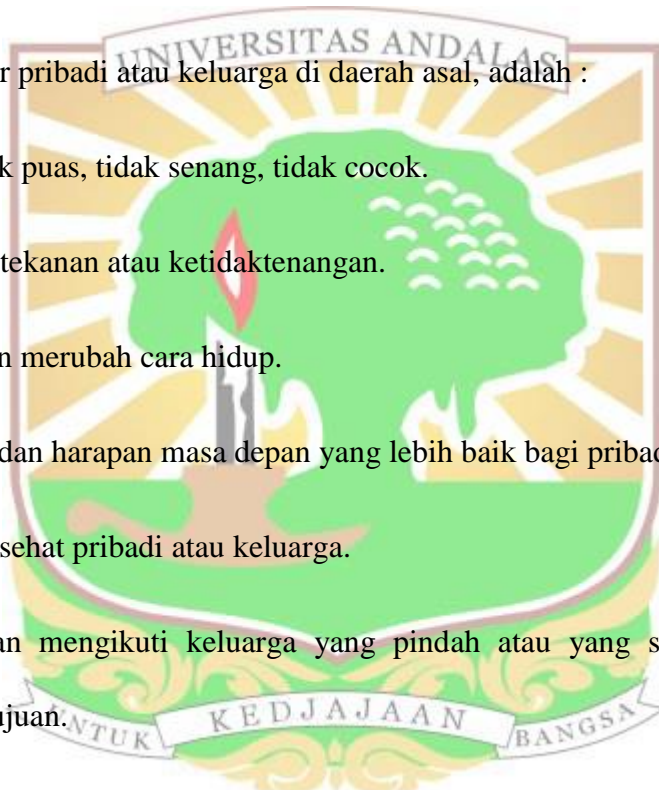 UNIVERSITAS ANDALAS
r pribadi atau keluarga di daerah asal, adalah :
k puas, tidak senang, tidak cocok.
tekanan atau ketidaktenangan.
n merubah cara hidup.
dan harapan masa depan yang lebih baik bagi pribad
sehat pribadi atau keluarga.
an mengikuti keluarga yang pindah atau yang s
ujuan.
UNTUK KEDJAJAAN BANGSA